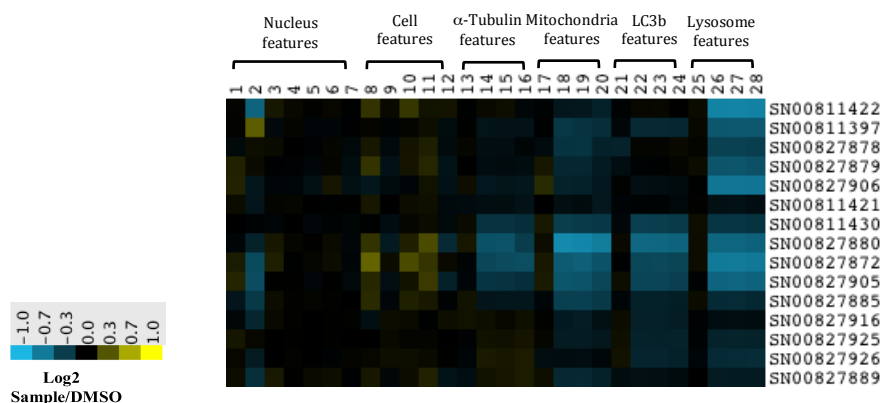 Nucleus features
Cell features
α-Tubulin features
Mitochondria features
LC3b features
Lysosome features
1 2 3 4 5 6 7 8 9 10 11 12 13 14 15 16 17 18 19 20 21 22 23 24 25 26 27 28
SN00811422
SN00811397
SN00827878
SN00827879
SN00827906
SN00811421
SN00811430
SN00827880
SN00827872
SN00827905
SN00827885
SN00827916
SN00827925
SN00827926
SN00827889
-1.0 -0.7 -0.3 0.0 0.3 0.7 1.0
Log2
Sample/DMSO